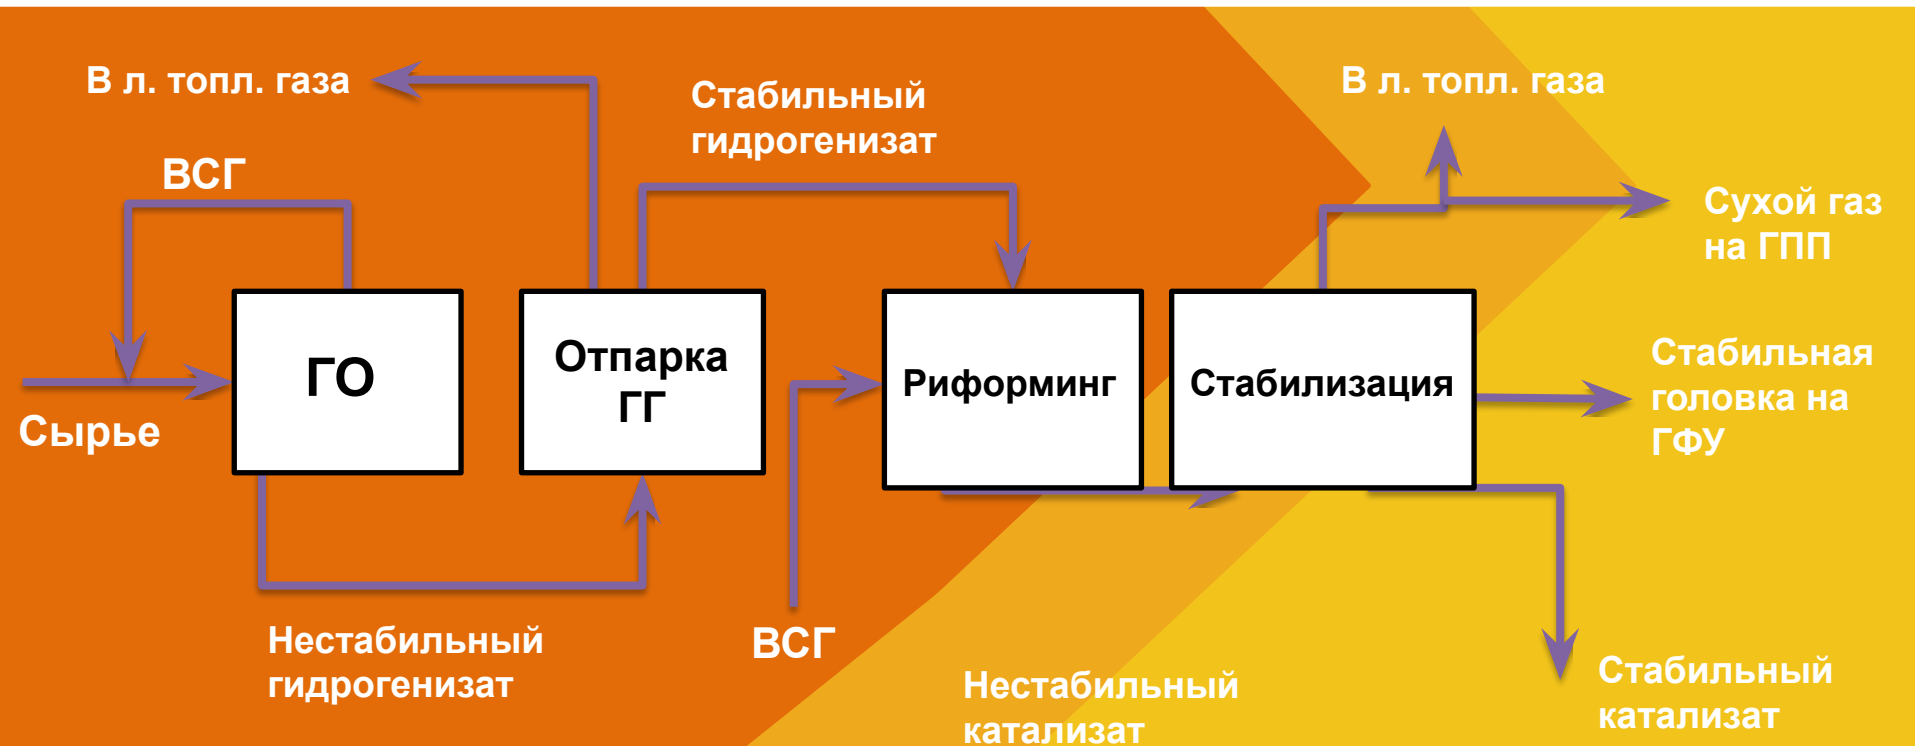 В л. топл. газа
ВСГ
Сырье
ГО
Нестабильный
гидрогенизат
Отпарка
ГГ
Стабильный
гидрогенизат
ВСГ
Риформинг
Нестабильный
катализат
Стабилизация
В л. топл. газа
Сухой газ
на ГПП
Стабильная
головка на
ГФУ
Стабильный
катализат